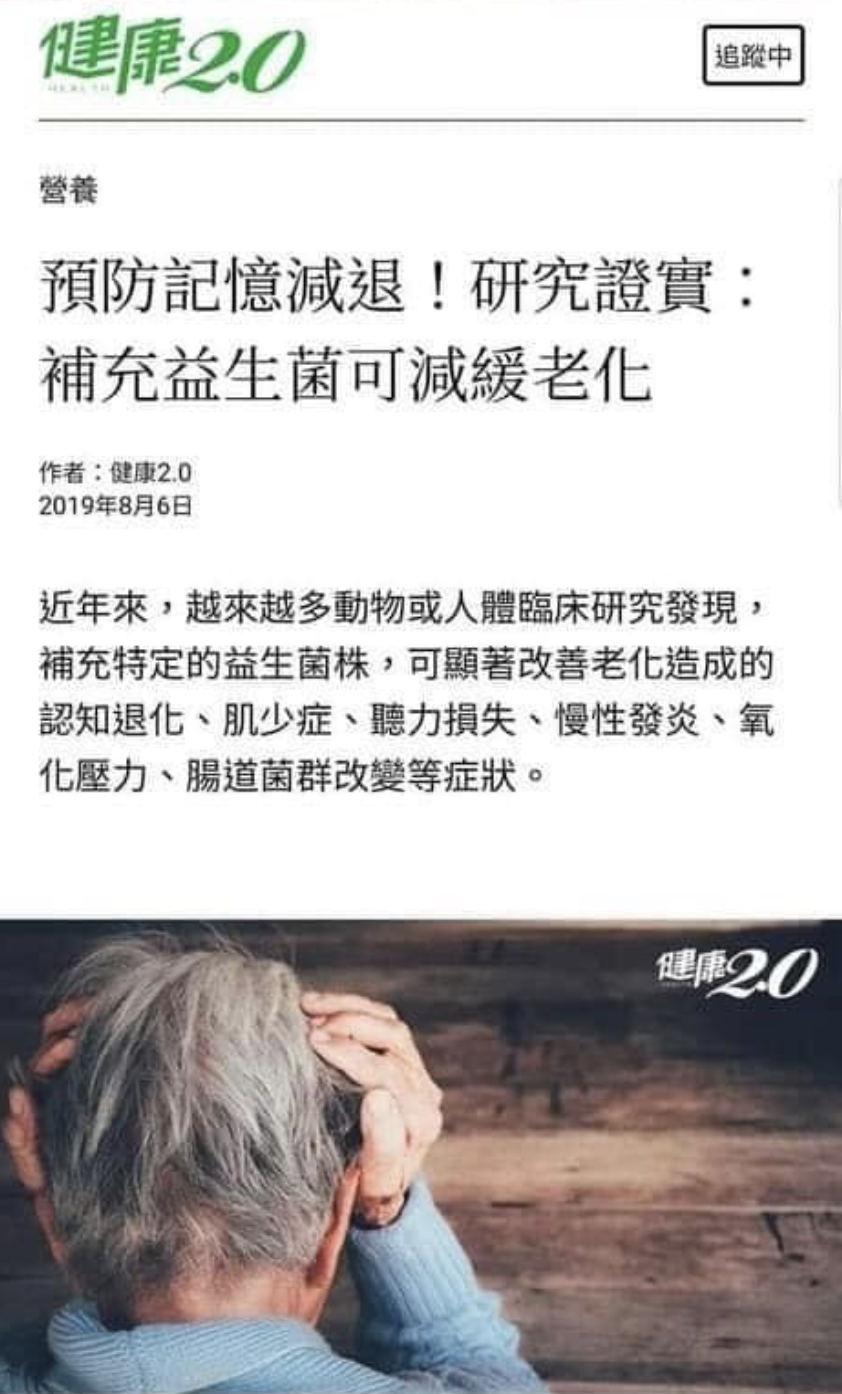 健康2.0
HEALTH
追蹤中
營養
預防記憶減退！研究證實：
補充益生菌可減緩老化
作者：健康2.0
2019年8月6日
近年來，越來越多動物或人體臨床研究發現，
補充特定的益生菌株，可顯著改善老化造成的
認知退化、肌少症、聽力損失、慢性發炎、氧
化壓力、腸道菌群改變等症狀。
健康2.0